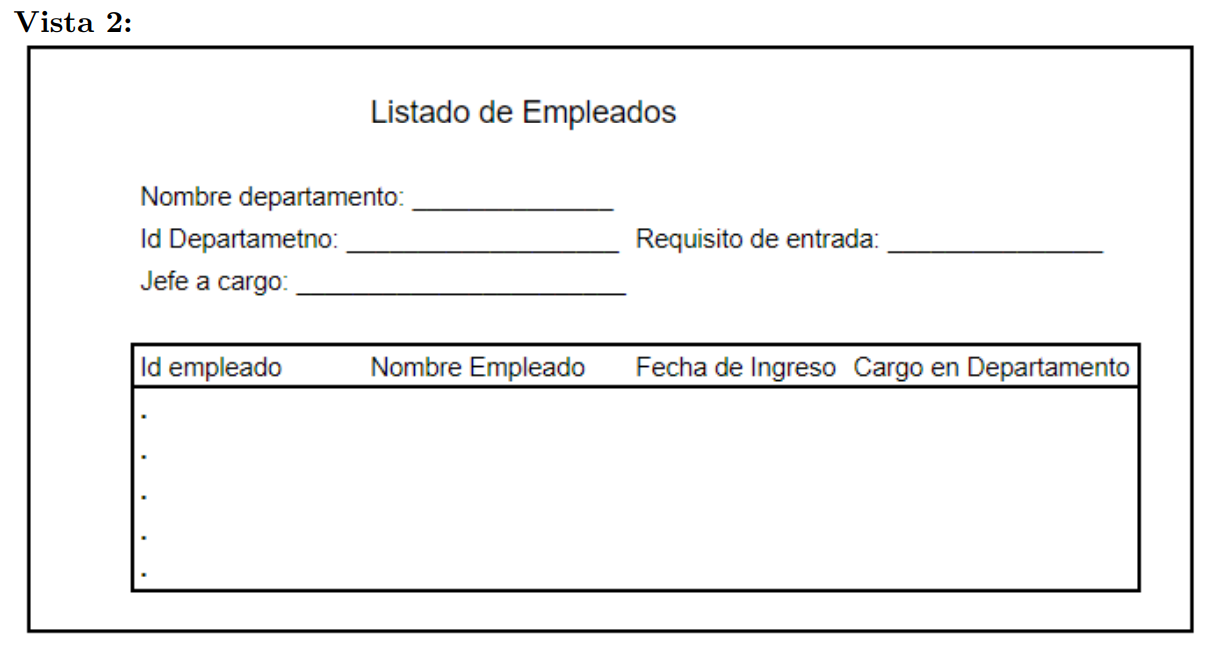 Vista 2:
Listado de Empleados
Nombre departamento: ______________
Id Departametno: ___________________ Requisito de entrada: _______________
Jefe a cargo: _______________________
Id empleado Nombre Empleado Fecha de Ingreso Cargo en Departamento
.
.
.
.
.